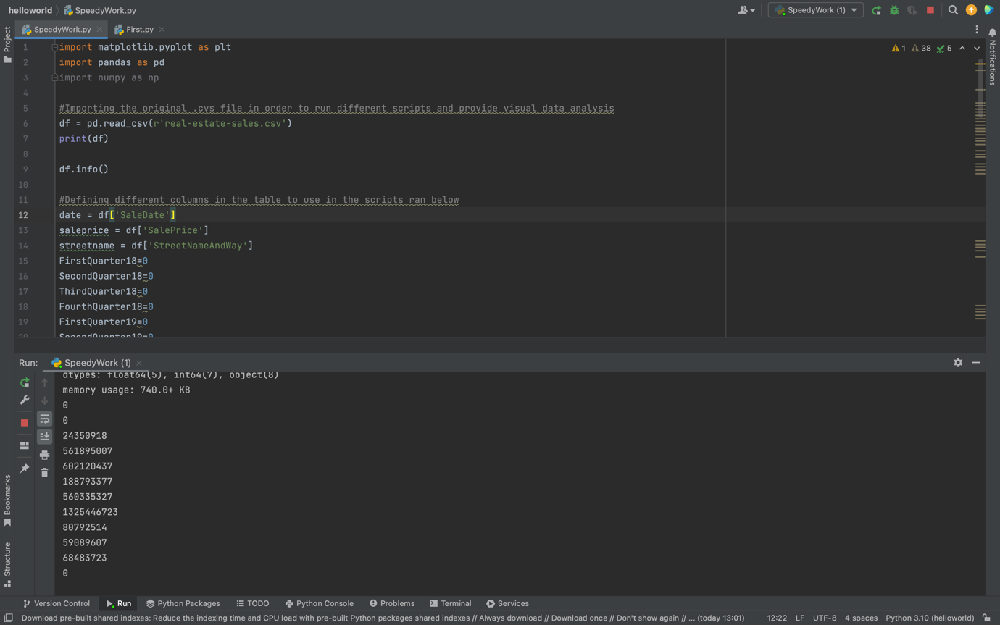 helloworld SpeedyWork.py
SpeedyWork (1)
SpeedyWork.py First.py
Project
Notifications
1 38 5
1 import matplotlib.pyplot as plt
2 import pandas as pd
3 import numpy as np
4
5 #Importing the original .cvs file in order to run different scripts and provide visual data analysis
6 df = pd.read_csv(r'real-estate-sales.csv')
7 print(df)
8
9 df.info()
10
11 #Defining different columns in the table to use in the scripts ran below
12 date = df['SaleDate']
13 saleprice = df['SalePrice']
14 streetname = df['StreetNameAndWay']
15 FirstQuarter18=0
16 SecondQuarter18=0
17 ThirdQuarter18=0
18 FourthQuarter18=0
19 FirstQuarter19=0
20 SecondQuarter19=0
Run: SpeedyWork (1)
dtypes: float64(5), int64(7), object(8)
memory usage: 740.0+ KB
0
0
24350918
561895007
602120437
188793377
560335327
1325446723
80792514
59089607
68483723
0
Bookmarks
Structure
Version Control Run Python Packages TODO Python Console Problems Terminal Services
Download pre-built shared indexes: Reduce the indexing time and CPU load with pre-built Python packages shared indexes // Always download // Download once // Don't show again // ... (today 13:01) 12:22 LF UTF-8 4 spaces Python 3.10 (helloworld)